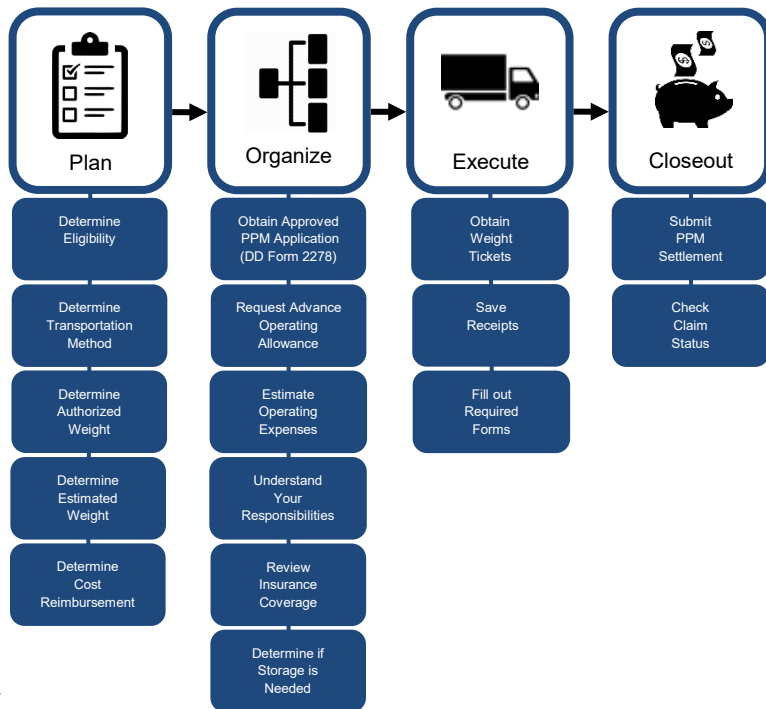 Plan
Determine
Eligibility
Determine
Transportation
Method
Determine
Authorized
Weight
Determine
Estimated
Weight
Determine
Cost
Reimbursement
Organize
Obtain Approved
PPM Application
(DD Form 2278)
Request Advance
Operating
Allowance
Estimate
Operating
Expenses
Understand
Your
Responsibilities
Review
Insurance
Coverage
Determine if
Storage is
Needed
Execute
Obtain
Weight
Tickets
Save
Receipts
Fill out
Required
Forms
$
$
Closeout
Submit
PPM
Settlement
Check
Claim
Status